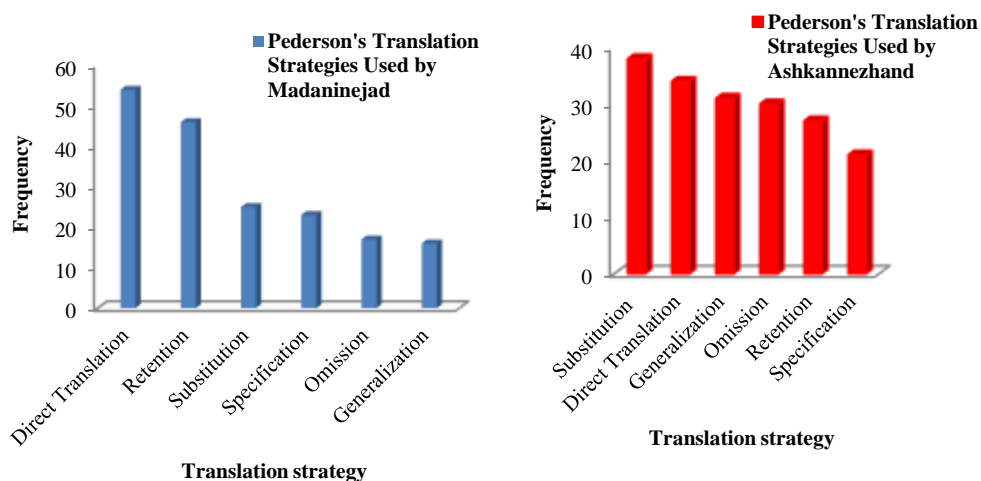 Pederson's Translation
Strategies Used by
Madaninejad
60
50
40
30
20
10
0
Frequency
Direct Translation
Retention
Substitution
Specification
Omission
Generalization
Translation strategy
Pederson's Translation
Strategies Used by
Ashkannezhand
40
30
20
10
0
Frequency
Substitution
Direct Translation
Generalization
Omission
Retention
Specification
Translation strategy